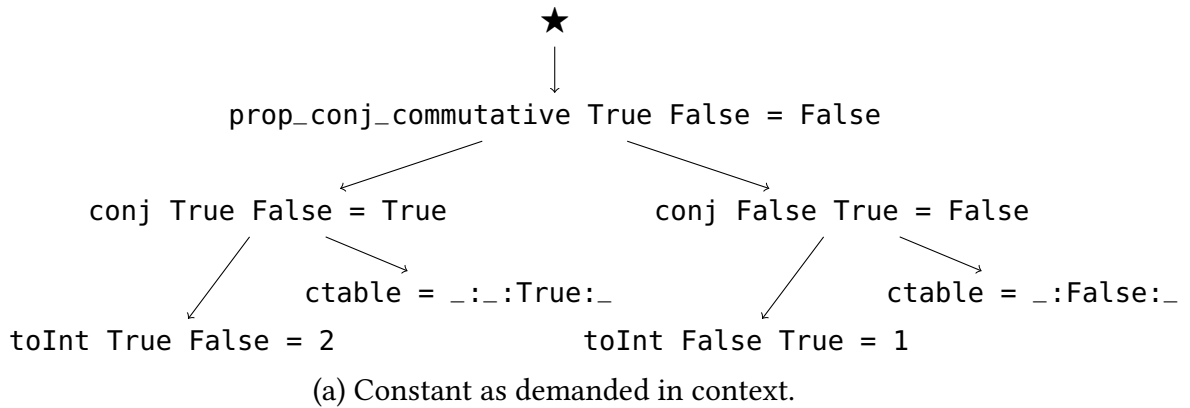 ★
prop_conj_commutative True False = False
conj True False = True
conj False True = False
ctable = _:_:True:_
ctable = _:False:_
toInt True False = 2
toInt False True = 1
(a) Constant as demanded in context.